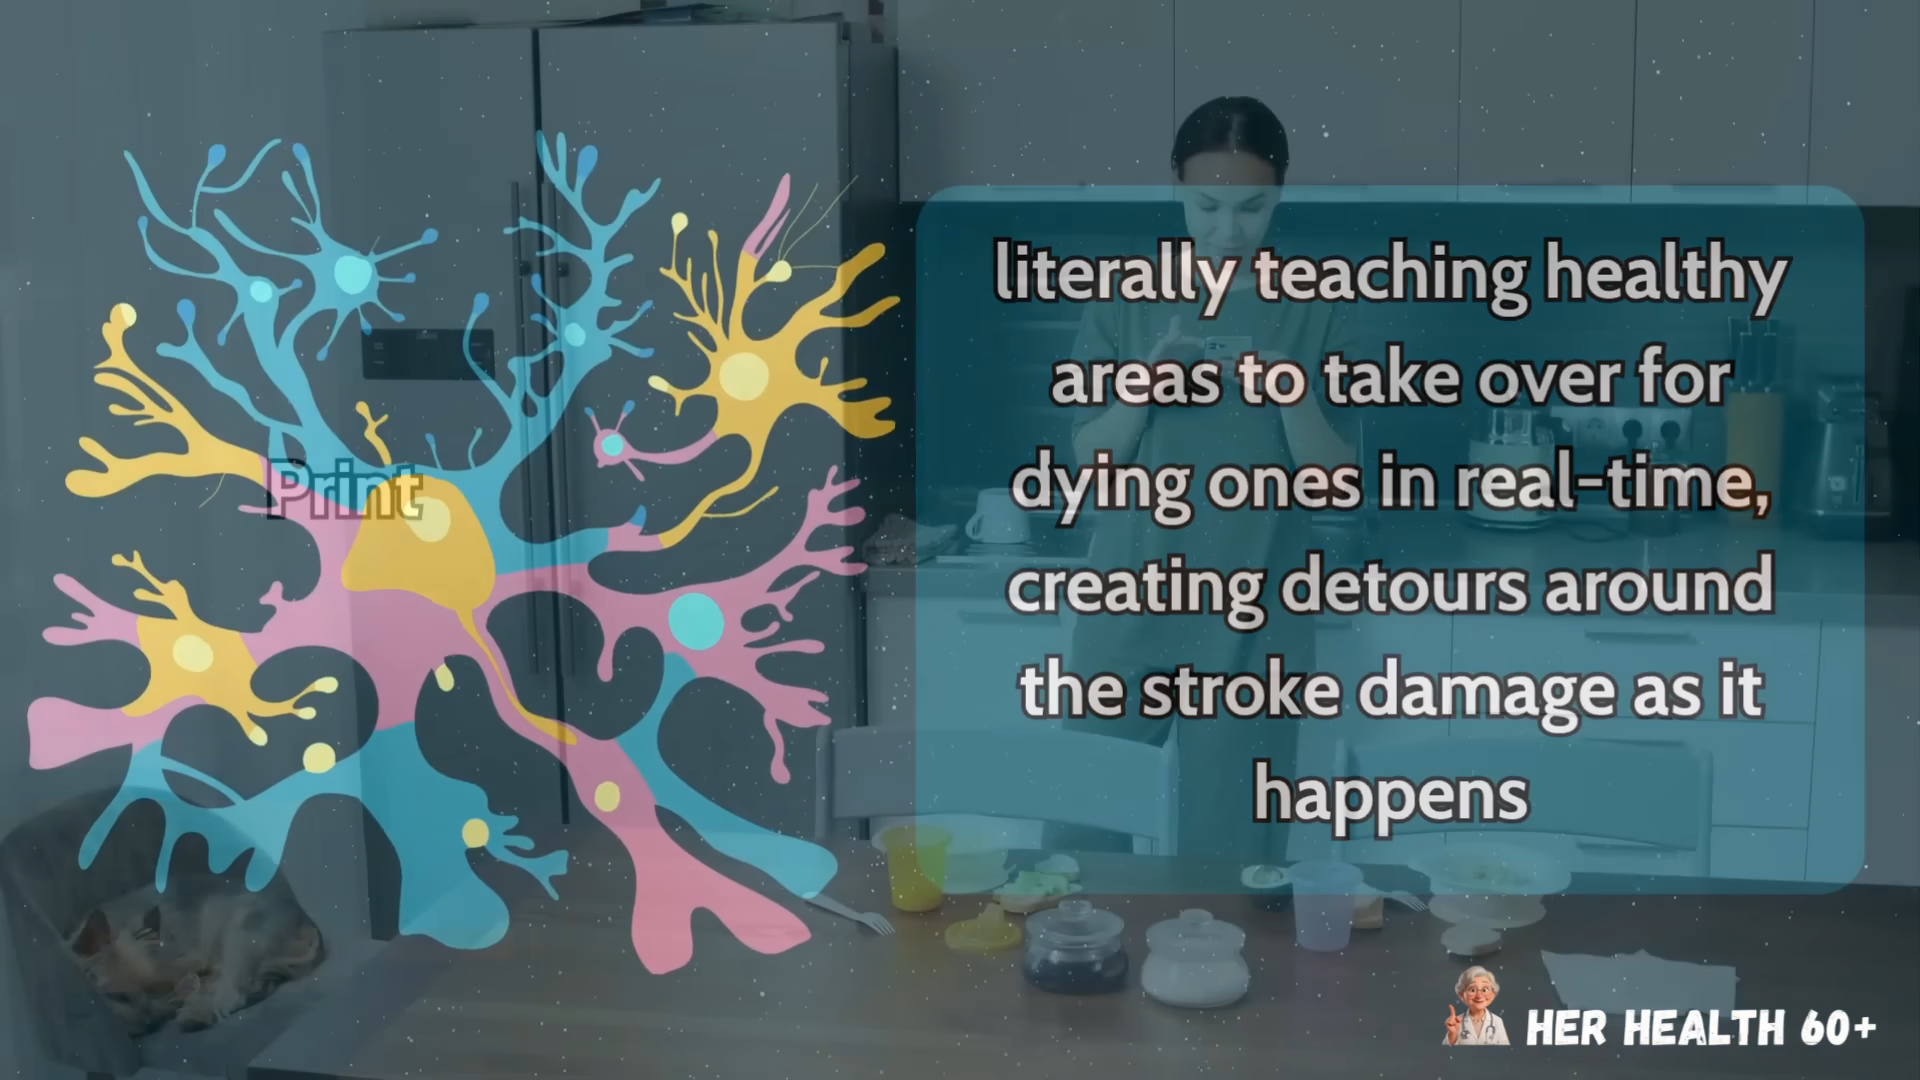 literally teaching healthy
areas to take over for
Print
dying ones in real-time,
creating detours around
the stroke damage as it
happens
HER HEALTH 60+